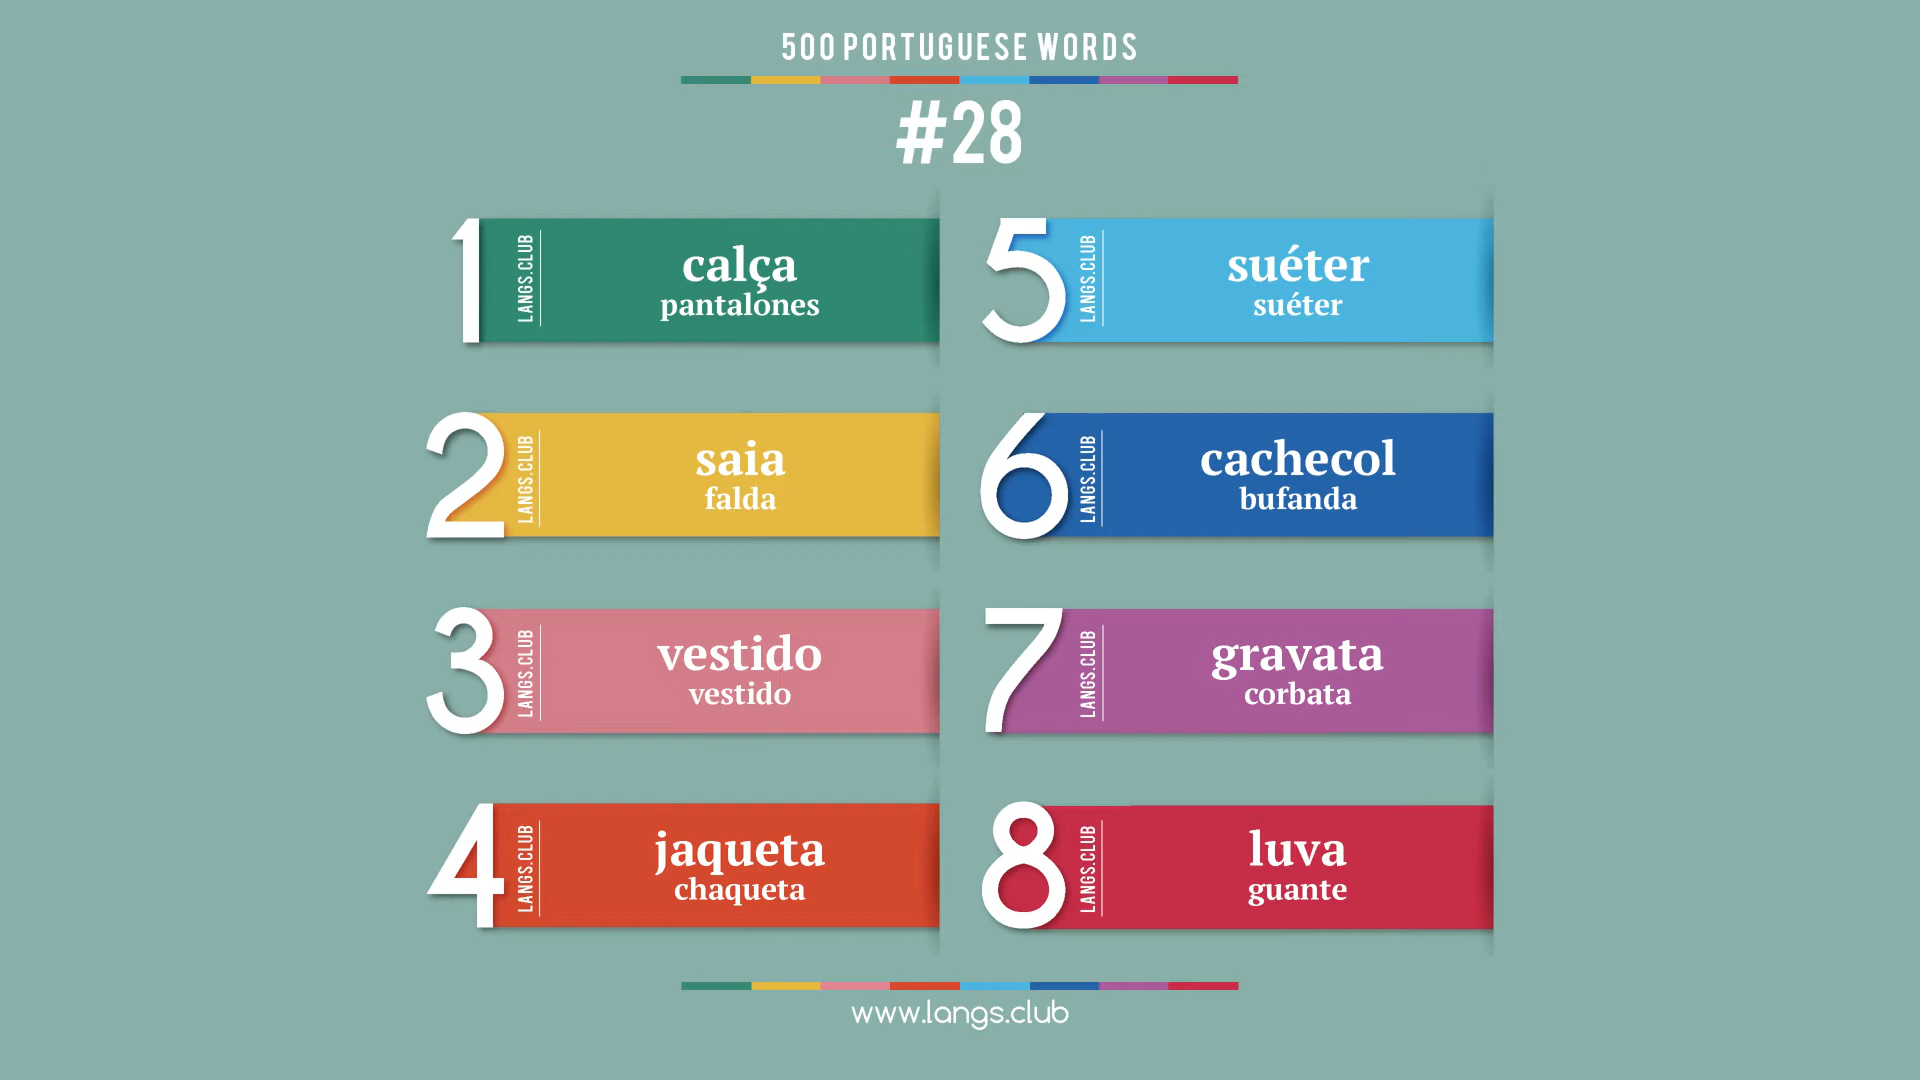 500 PORTUGUESE WORDS
#28
1
LANGS.CLUB
calça
pantalones
2
LANGS.CLUB
saia
falda
3
LANGS.CLUB
vestido
vestido
4
LANGS.CLUB
jaqueta
chaqueta
5
LANGS.CLUB
suéter
suéter
6
LANGS.CLUB
cachecol
bufanda
7
LANGS.CLUB
gravata
corbata
8
LANGS.CLUB
luva
guante
www.langs.club